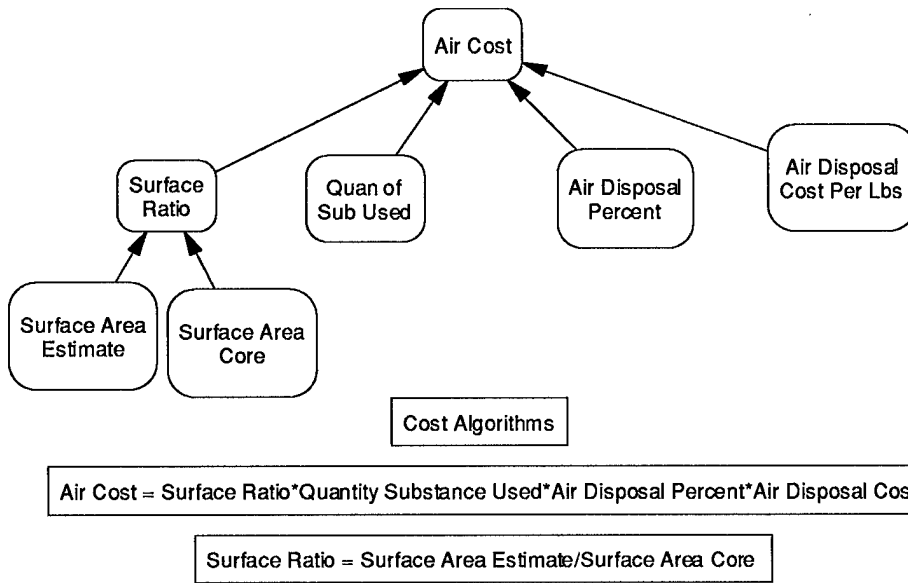 Air Cost
Surface
Ratio
Quan of
Sub Used
Air Disposal
Percent
Air Disposal
Cost Per Lbs
Surface Area
Estimate
Surface Area
Core
Cost Algorithms
Air Cost = Surface Ratio*Quantity Substance Used*Air Disposal Percent*Air Disposal Cos
Surface Ratio = Surface Area Estimate/Surface Area Core